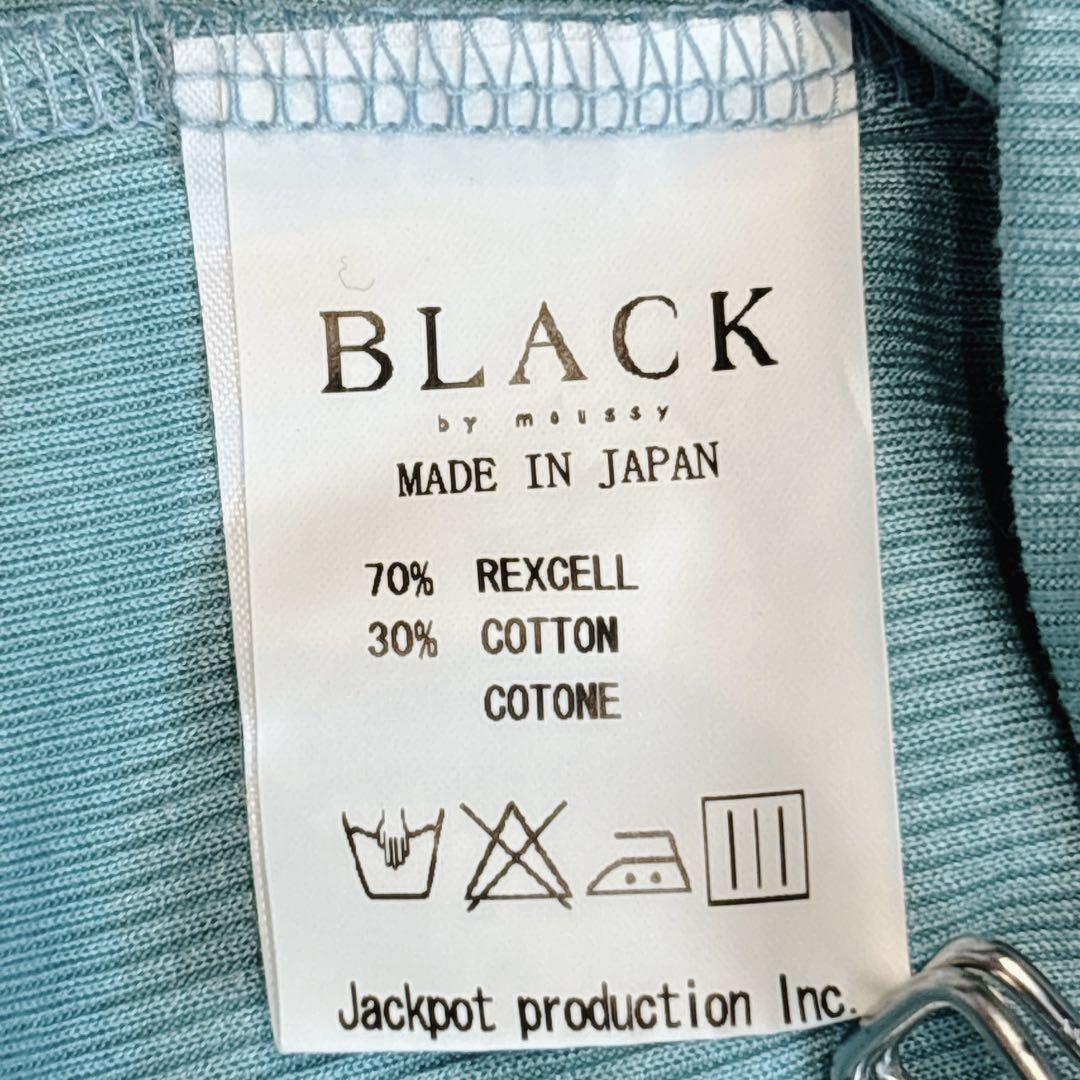 BLACK
by moussy
MADE IN JAPAN
70% REXCELL
30% COTTON
COTONE
Jackpot production Inc.